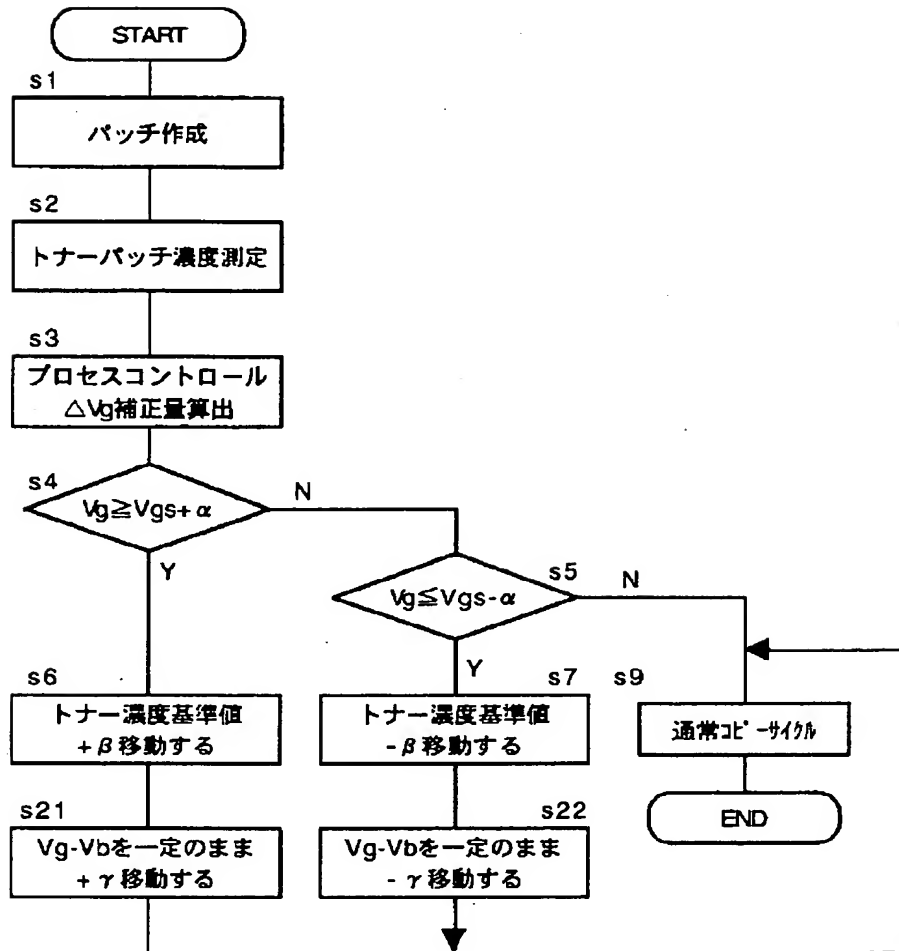 START
s1
パッチ作成
s2
トナーパッチ濃度測定
s3
プロセスコントロール
△Vg補正量算出
s4
Vg≧Vgs+α
N
Y
s5
Vg≦Vgs-α
N
Y
s6
トナー濃度基準値
+β移動する
s7
トナー濃度基準値
-β移動する
s9
通常コピーサイクル
END
s21
Vg-Vbを一定のまま
+γ移動する
s22
Vg-Vbを一定のまま
-γ移動する